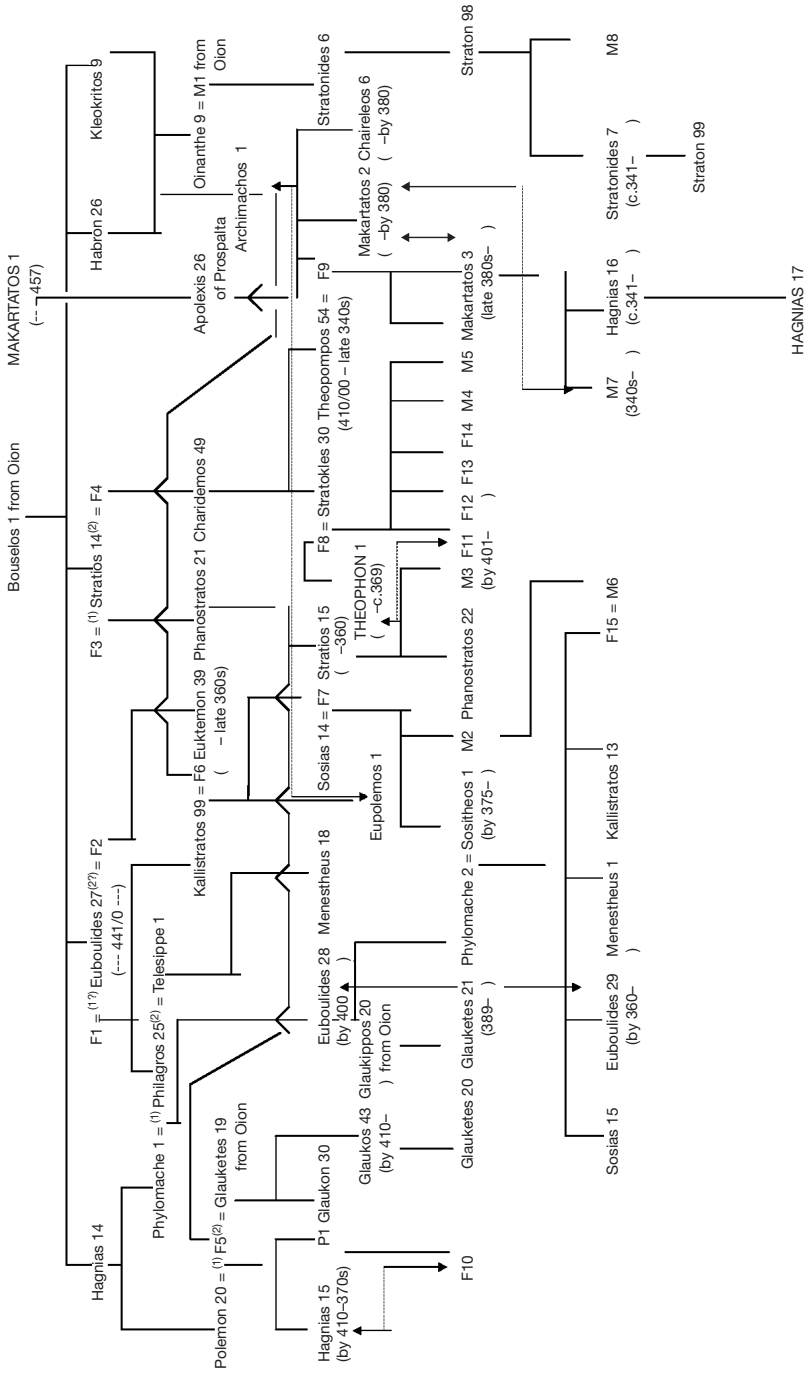 Bouselos 1 from Oion
MAKARTATOS 1
(-- – 457)
Hagnias 14
F1 = (1?) Euboulides 27(2?) = F2
(--- 441/0 ---)
F3 = (1) Stratios 14(2) = F4
Habron 26
Kleokritos 9
Phylomache 1 = (1) Philagros 25(2) = Telesippe 1
Kallistratos 99 = F6 Euktemon 39
( – late 360s)
Phanostratos 21 Charidemos 49
Apolexis 26
of Prospalta
Oinanthe 9 = M1 from
Oion
Archimachos 1
Polemon 20 = (1) F5(2) = Glauketes 19
from Oion
Hagnias 15
(by 410–370s)
P1 Glaukon 30
Glaukos 43
(by 410–
Glaukippos 20
) from Oion
Euboulides 28
(by 400 )
Menestheus 18
Eupolemos 1
Sosias 14 = F7
Stratios 15
( –360)
THEOPHON 1
( –c.369)
F8 = Stratokles 30 Theopompos 54 =
(410/00 – late 340s)
F9
Makartatos 2 Chaireleos 6
( –by 380) ( –by 380)
Stratonides 6
F10
Glauketes 20 Glauketes 21
(389– )
Phylomache 2 = Sositheos 1
(by 375– )
M2 Phanostratos 22
M3 F11 F12 F13 F14 M4 M5
(by 401– )
Makartatos 3
(late 380s–
Straton 98
Sosias 15
Euboulides 29
(by 360– )
Menestheus 1
Kallistratos 13
F15 = M6
M7
(340s– )
Hagnias 16
(c.341–
Stratonides 7
(c.341– )
M8
HAGNIAS 17
Straton 99